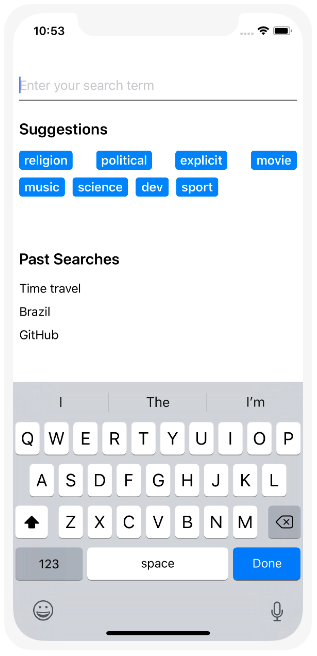 10:53
Enter your search term
Suggestions
religion political explicit movie
music science dev sport
Past Searches
Time travel
Brazil
GitHub
I The I'm
Q W E R T Y U I O P
A S D F G H J K L
Z X C V B N M
123 space Done